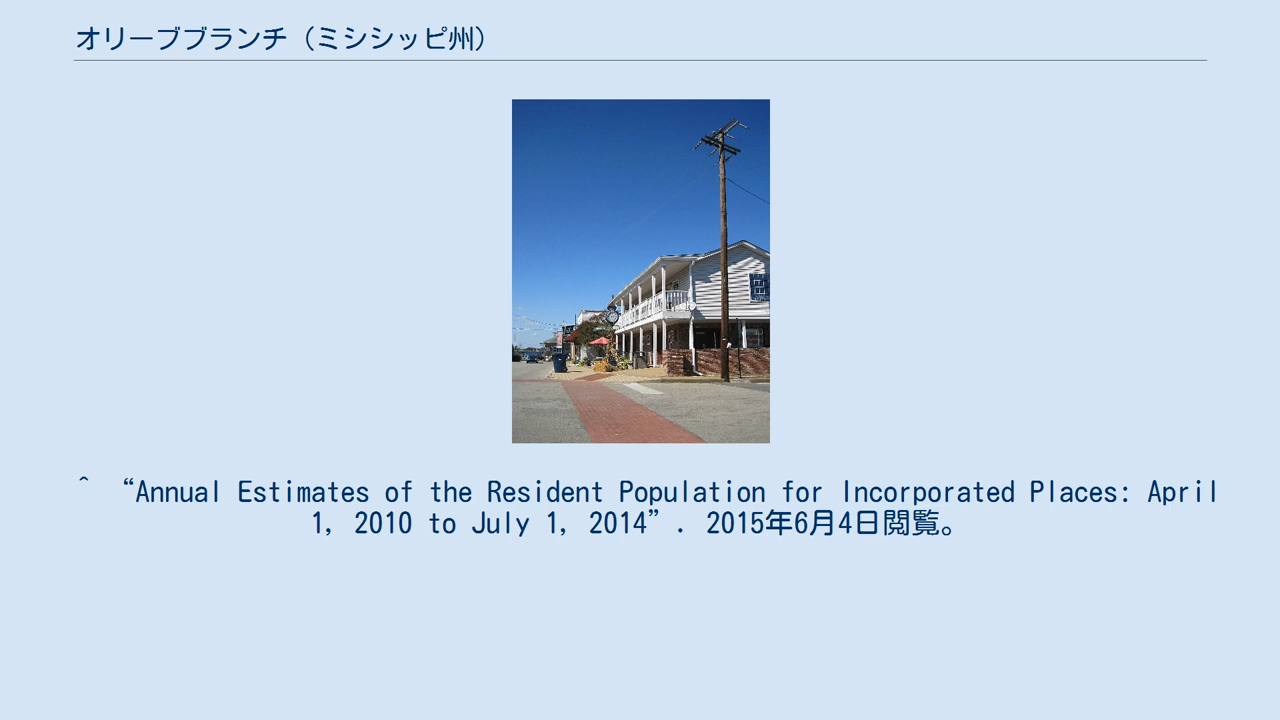 オリーブブランチ（ミシシッピ州）
^ “Annual Estimates of the Resident Population for Incorporated Places: April
1, 2010 to July 1, 2014”. 2015年6月4日閲覧。